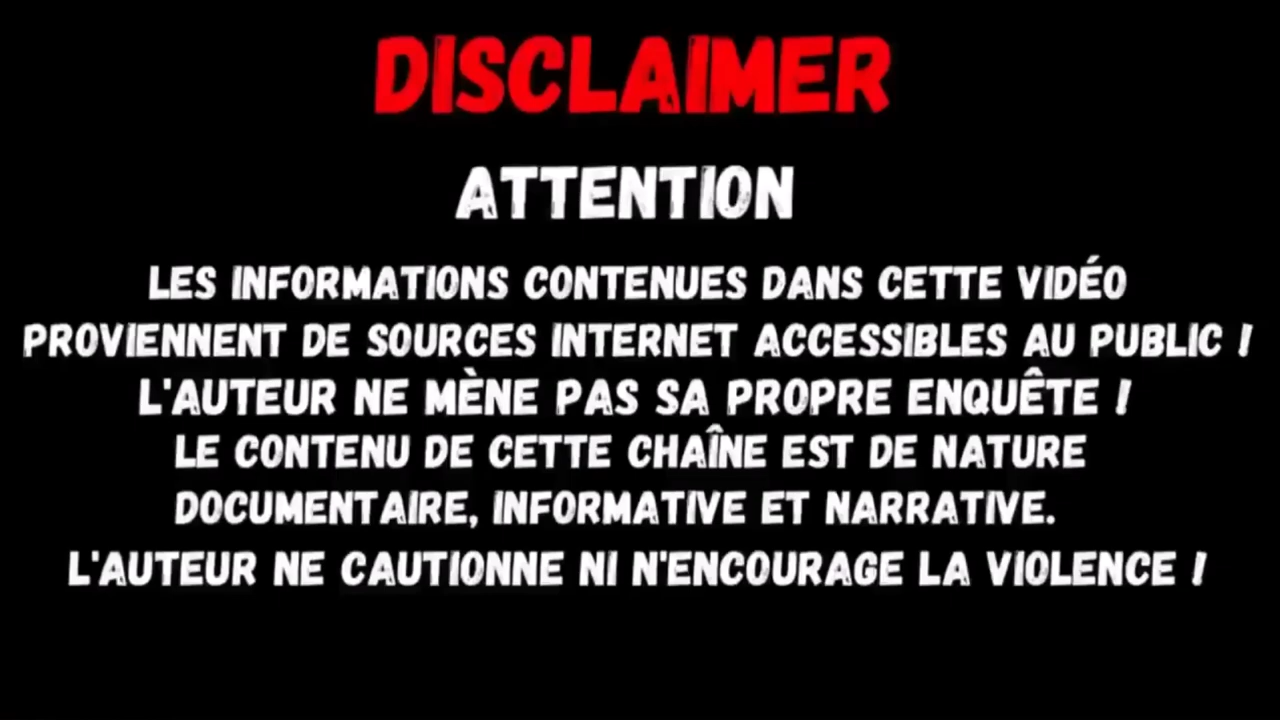 DISCLAIMER
ATTENTION
LES INFORMATIONS CONTENUES DANS CETTE VIDÉO
PROVIENNENT DE SOURCES INTERNET ACCESSIBLES AU PUBLIC !
L'AUTEUR NE MÈNE PAS SA PROPRE ENQUÊTE !
LE CONTENU DE CETTE CHAÎNE EST DE NATURE
DOCUMENTAIRE, INFORMATIVE ET NARRATIVE.
L'AUTEUR NE CAUTIONNE NI N'ENCOURAGE LA VIOLENCE !